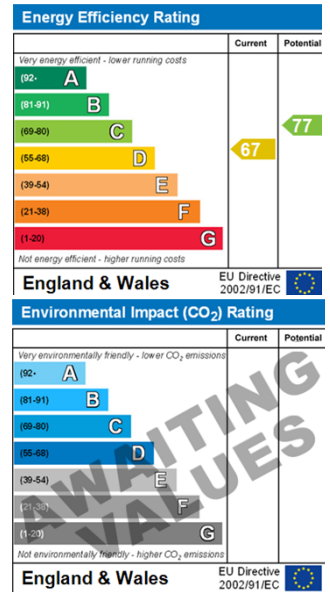 Energy Efficiency Rating
Current Potential
Very energy efficient - lower running costs
(92- A
(81-91) B
(69-80) C
(55-68) D
(39-54) E
(21-38) F
(1-20) G
67
77
Not energy efficient - higher running costs
England & Wales
EU Directive
2002/91/EC
Environmental Impact (CO₂) Rating
Current Potential
Very environmentally friendly - lower CO₂ emissions
(92- A
(81-91) B
(69-80) C
(55-68) D
(39-54) E
(21-38) F
(1-20) G
AWAITING
VALUES
Not environmentally friendly - higher CO₂ emissions
England & Wales
EU Directive
2002/91/EC